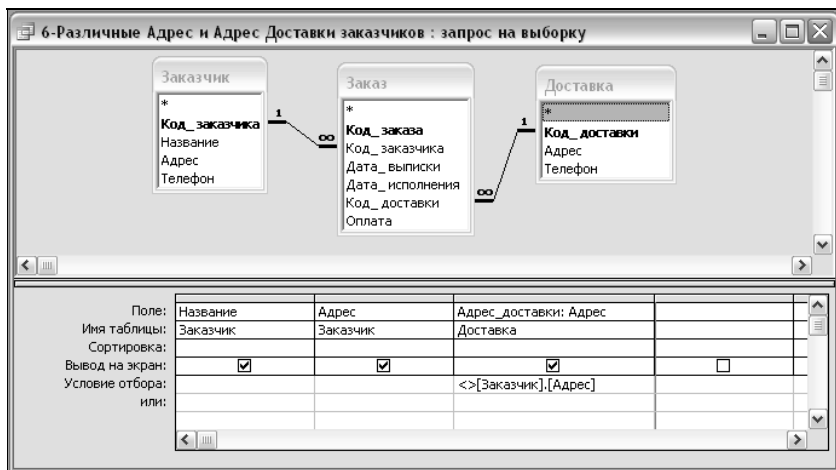 6-Различные Адрес и Адрес Доставки заказчиков : запрос на выборку
Заказчик
*
Код_заказчика
Название
Адрес
Телефон
1
∞
Заказ
*
Код_заказа
Код_заказчика
Дата_выписки
Дата_исполнения
Код_доставки
Оплата
∞
1
Доставка
*
Код_доставки
Адрес
Телефон
Поле: Название Адрес Адрес_доставки: Адрес
Имя таблицы: Заказчик Заказчик Доставка
Сортировка:
Вывод на экран:
Условие отбора: <>[Заказчик].[Адрес]
или: